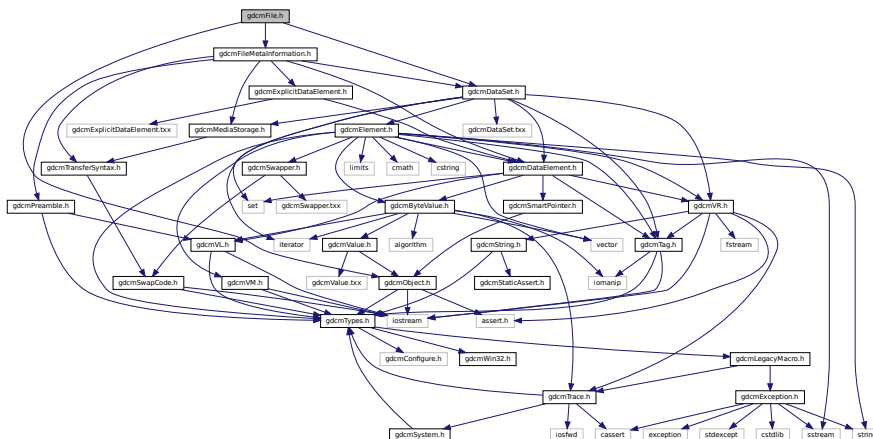 gdcmFile.h
gdcmFileMetaInformation.h
gdcmExplicitDataElement.h
gdcmDataSet.h
gdcmExplicitDataElement.txx
gdcmMediaStorage.h
gdcmElement.h
gdcmDataSet.txx
gdcmTransferSyntax.h
gdcmSwapper.h
limits
cmath
cstring
gdcmDataElement.h
gdcmPreamble.h
set
gdcmSwapper.txx
gdcmByteValue.h
gdcmSmartPointer.h
gdcmVR.h
gdcmVL.h
iterator
gdcmValue.h
algorithm
gdcmString.h
vector
gdcmTag.h
fstream
gdcmSwapCode.h
gdcmVM.h
gdcmValue.txx
gdcmObject.h
gdcmStaticAssert.h
iomanip
gdcmTypes.h
iostream
assert.h
gdcmConfigure.h
gdcmWin32.h
gdcmLegacyMacro.h
gdcmTrace.h
gdcmException.h
gdcmSystem.h
iosfwd
cassert
exception
stdexcept
cstdlib
sstream
string